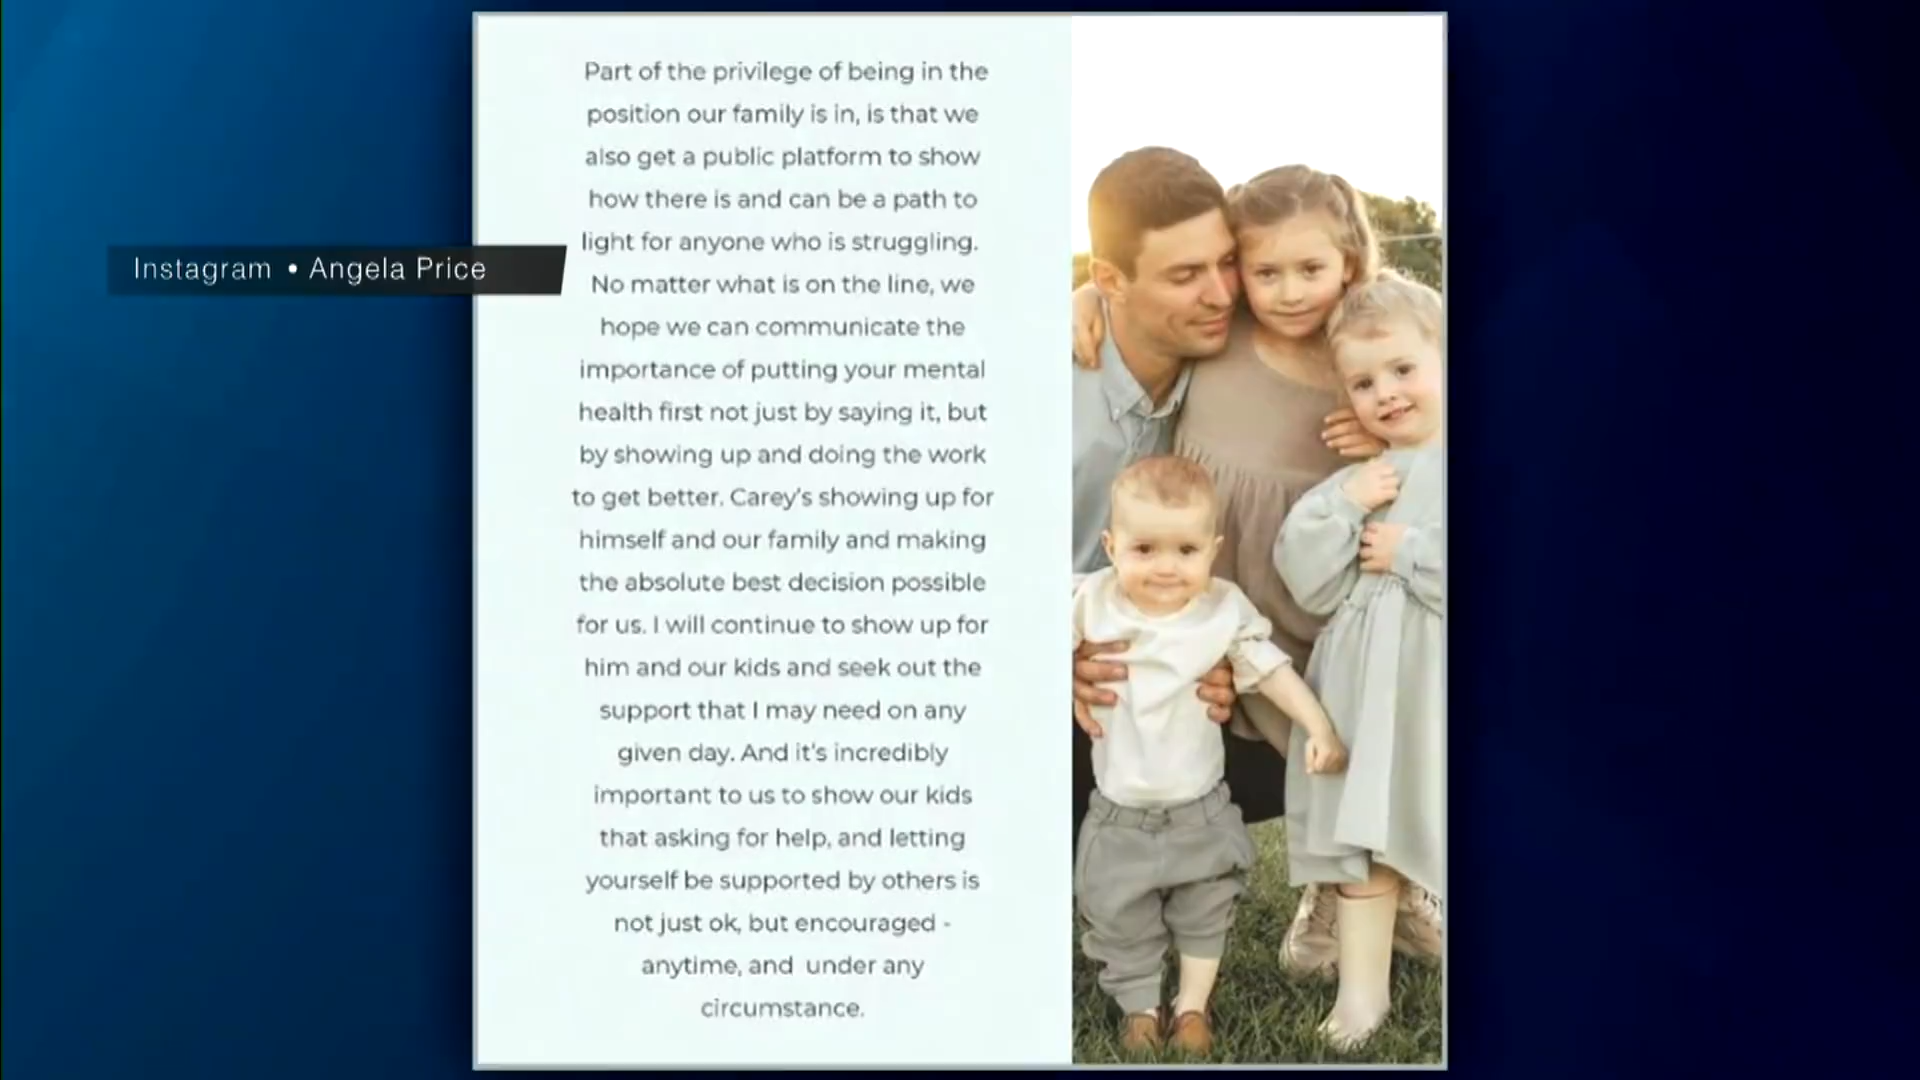 Part of the privilege of being in the
position our family is in, is that we
also get a public platform to show
how there is and can be a path to
light for anyone who is struggling.
No matter what is on the line, we
hope we can communicate the
importance of putting your mental
health first not just by saying it, but
by showing up and doing the work
to get better. Carey's showing up for
himself and our family and making
the absolute best decision possible
for us. I will continue to show up for
him and our kids and seek out the
support that I may need on any
given day. And it's incredibly
important to us to show our kids
that asking for help, and letting
yourself be supported by others is
not just ok, but encouraged -
anytime, and under any
circumstance.
Instagram • Angela Price